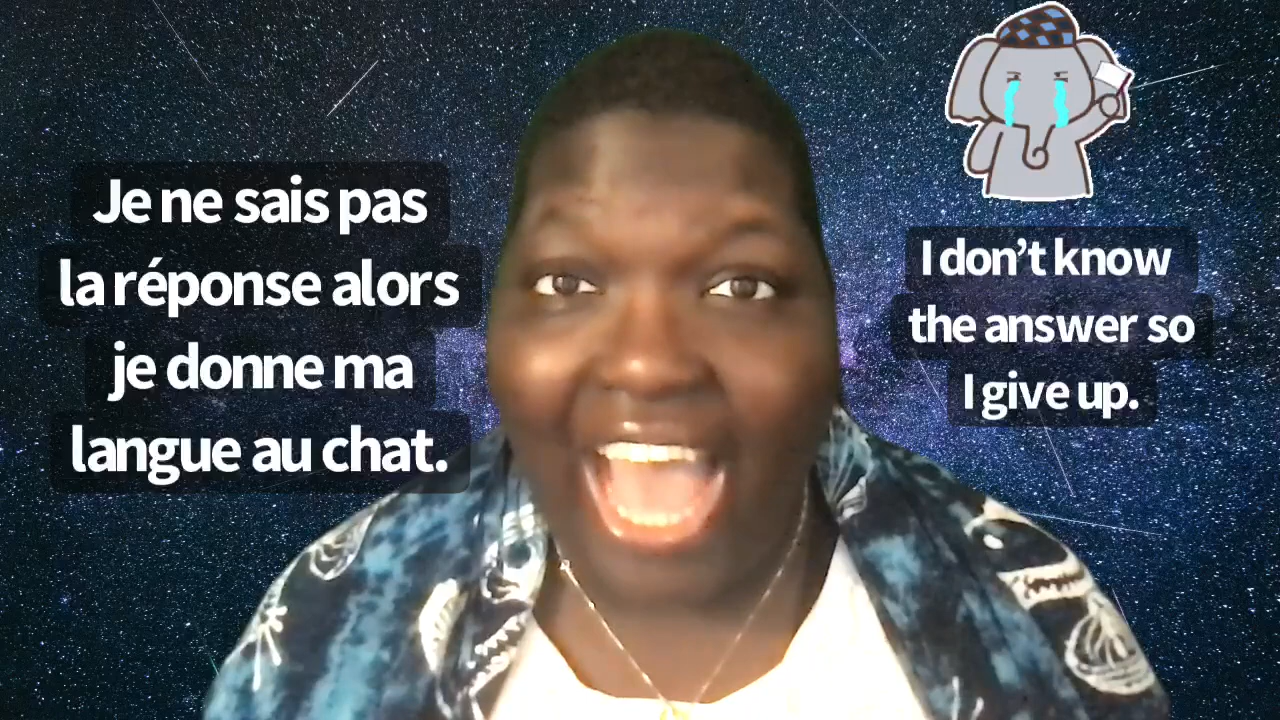 Je ne sais pas
la réponse alors
je donne ma
langue au chat.
I don’t know
the answer so
I give up.